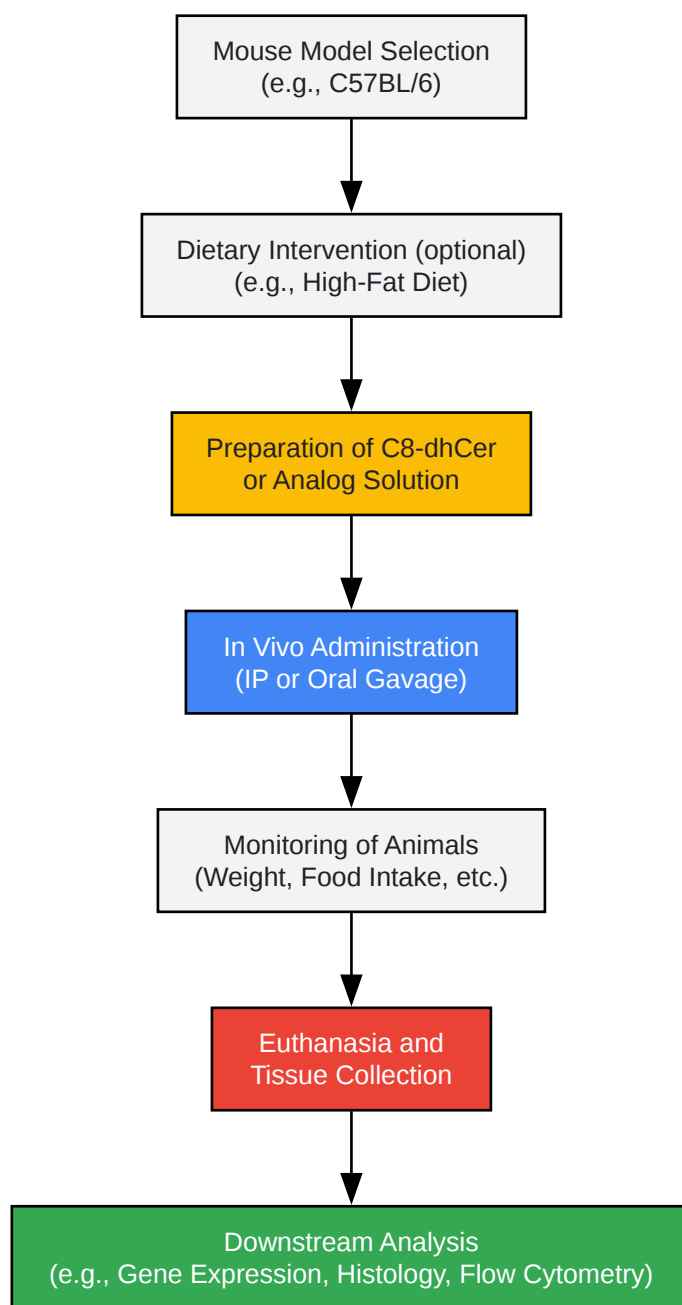 Mouse Model Selection
(e.g., C57BL/6)
Dietary Intervention (optional)
(e.g., High-Fat Diet)
Preparation of C8-dhCer
or Analog Solution
In Vivo Administration
(IP or Oral Gavage)
Monitoring of Animals
(Weight, Food Intake, etc.)
Euthanasia and
Tissue Collection
Downstream Analysis
(e.g., Gene Expression, Histology, Flow Cytometry)